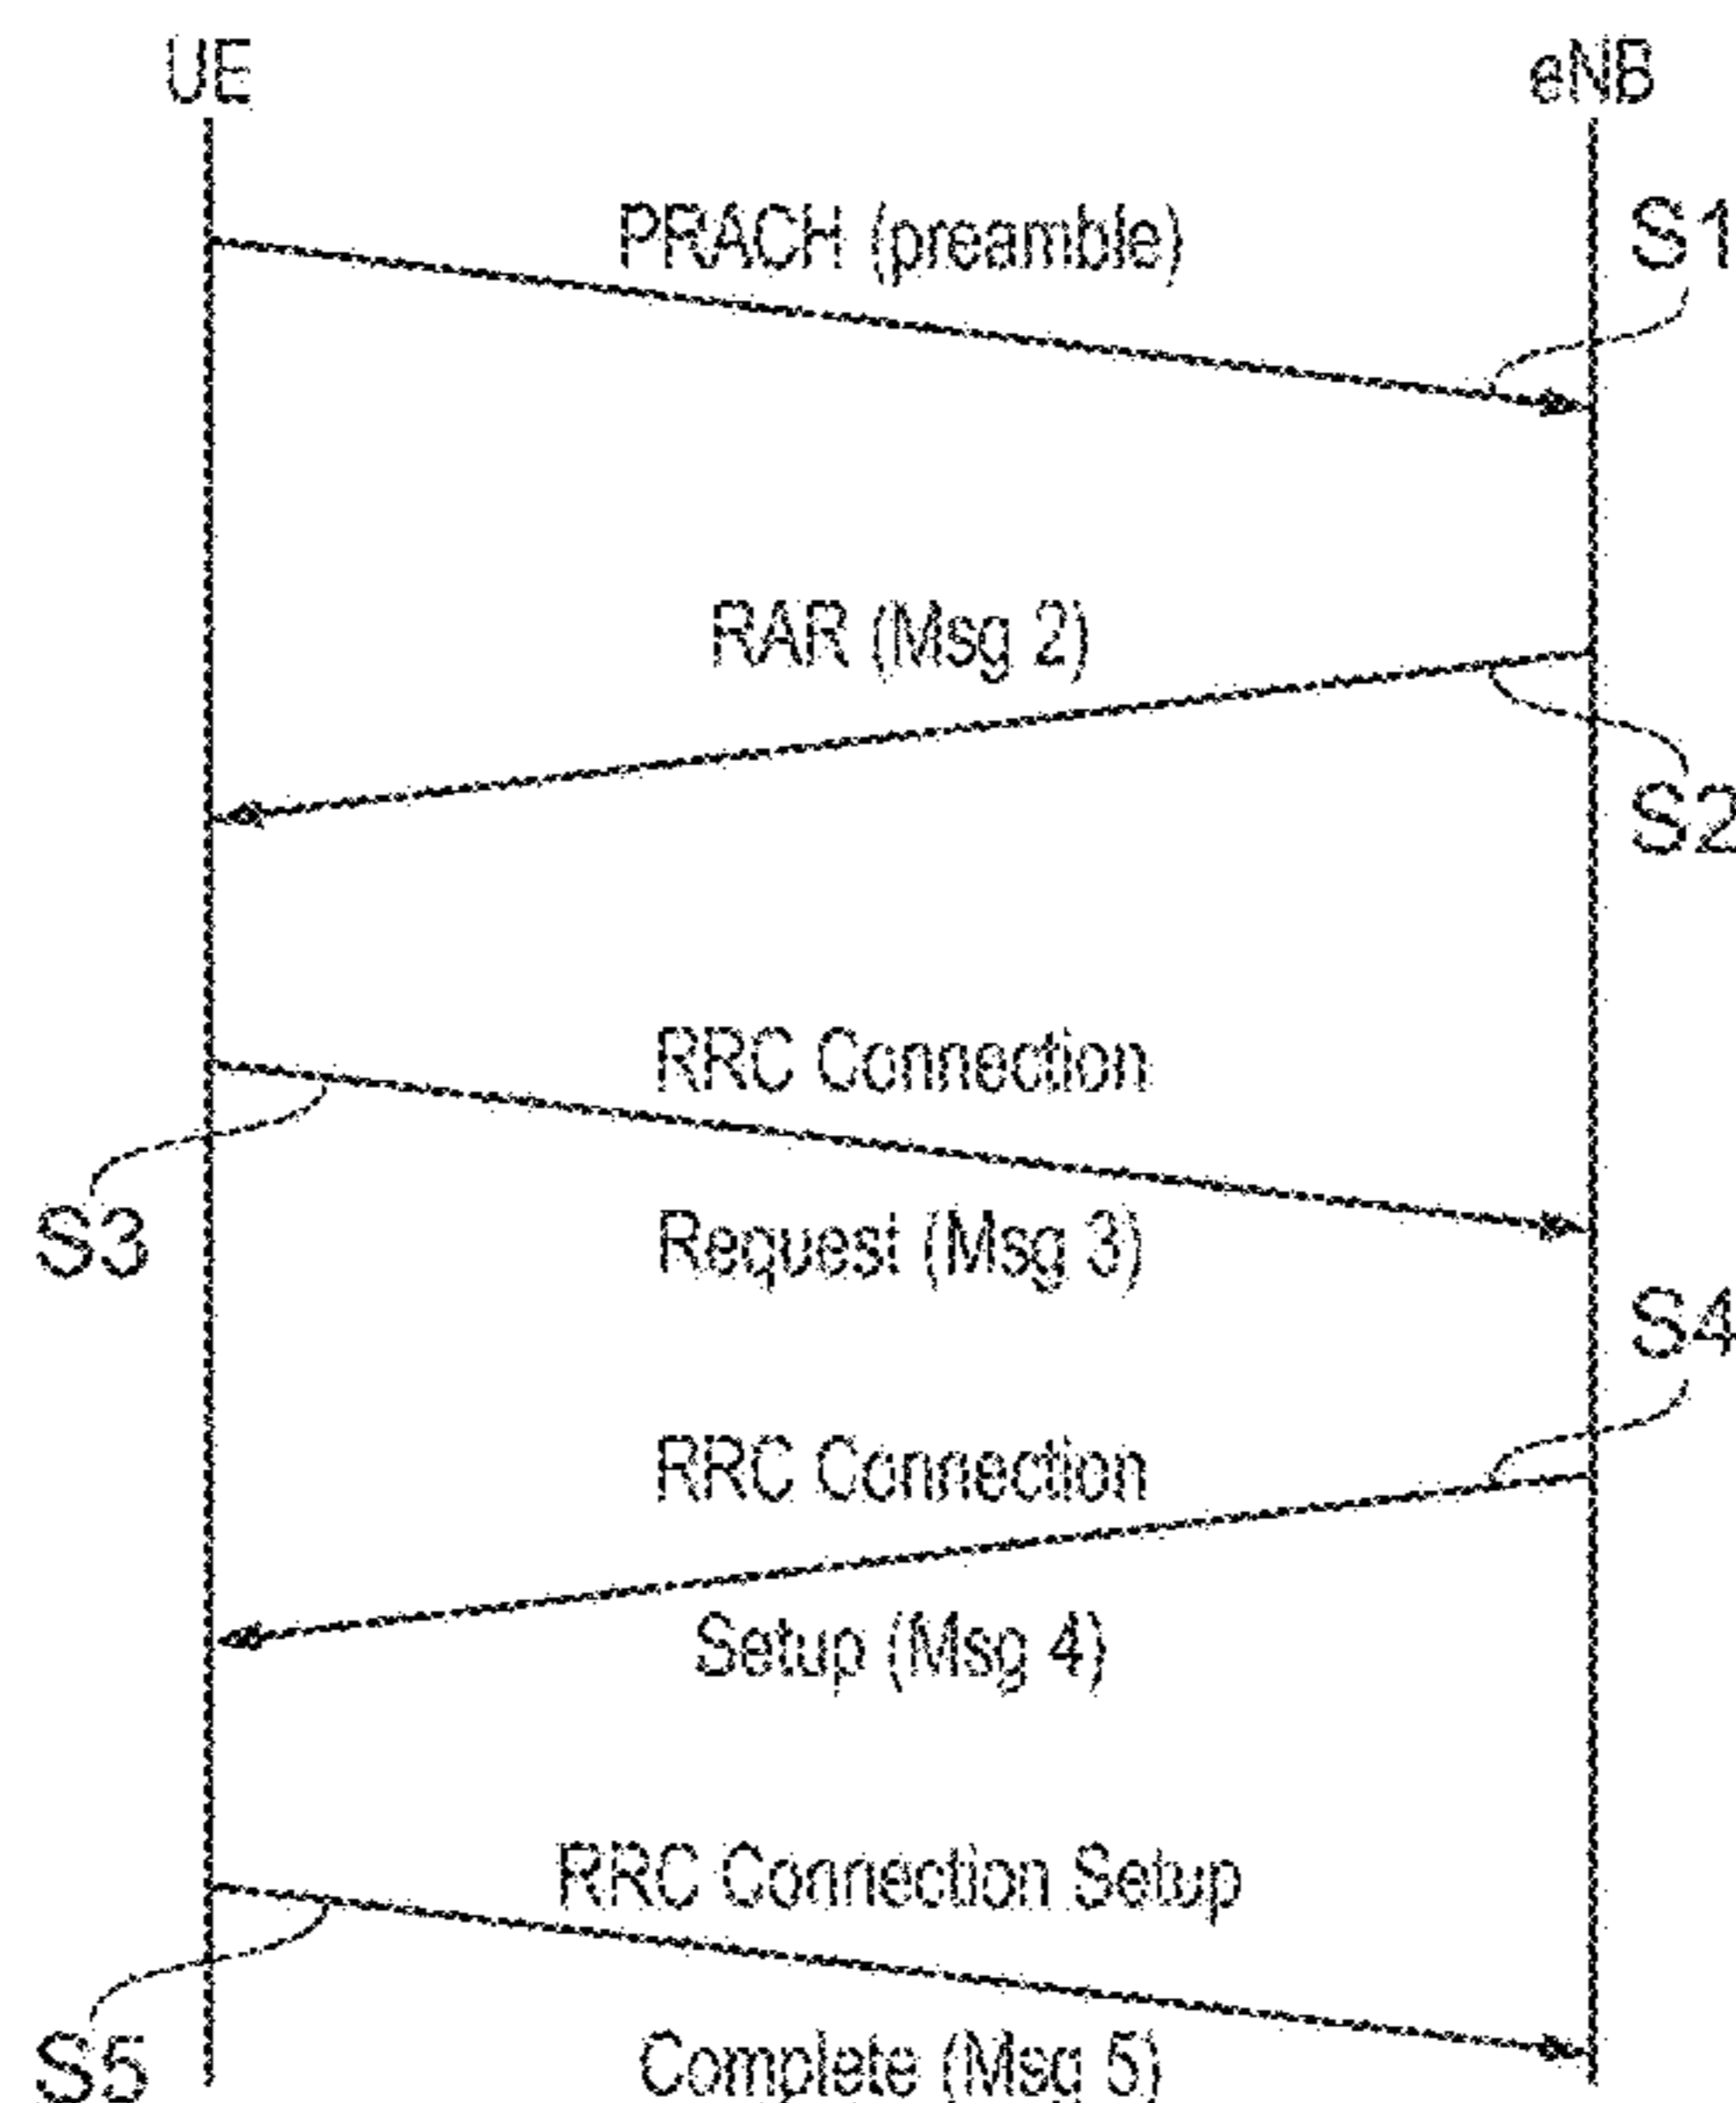 UE
eNB
PRACH (preamble)
S1
RAR (Msg 2)
S2
RRC Connection
Request (Msg 3)
S3
S4
RRC Connection
Setup (Msg 4)
RRC Connection Setup
Complete (Msg 5)
S5